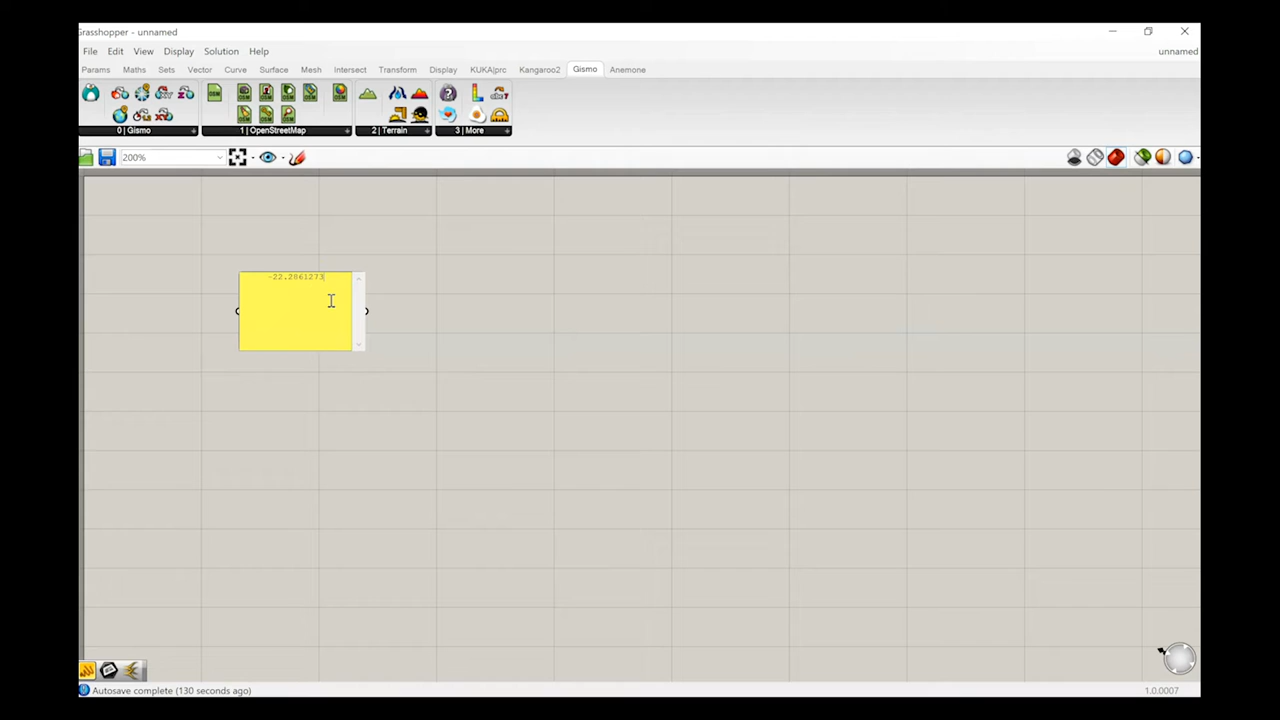 Grasshopper - unnamed
File Edit View Display Solution Help
unnamed
Params Maths Sets Vector Curve Surface Mesh Intersect Transform Display KUKA|prc Kangaroo2 Gismo Anemone
0 | Gismo 1 | OpenStreetMap 2 | Terrain 3 | More
200%
-22.2861273
Autosave complete (130 seconds ago)
1.0.0007